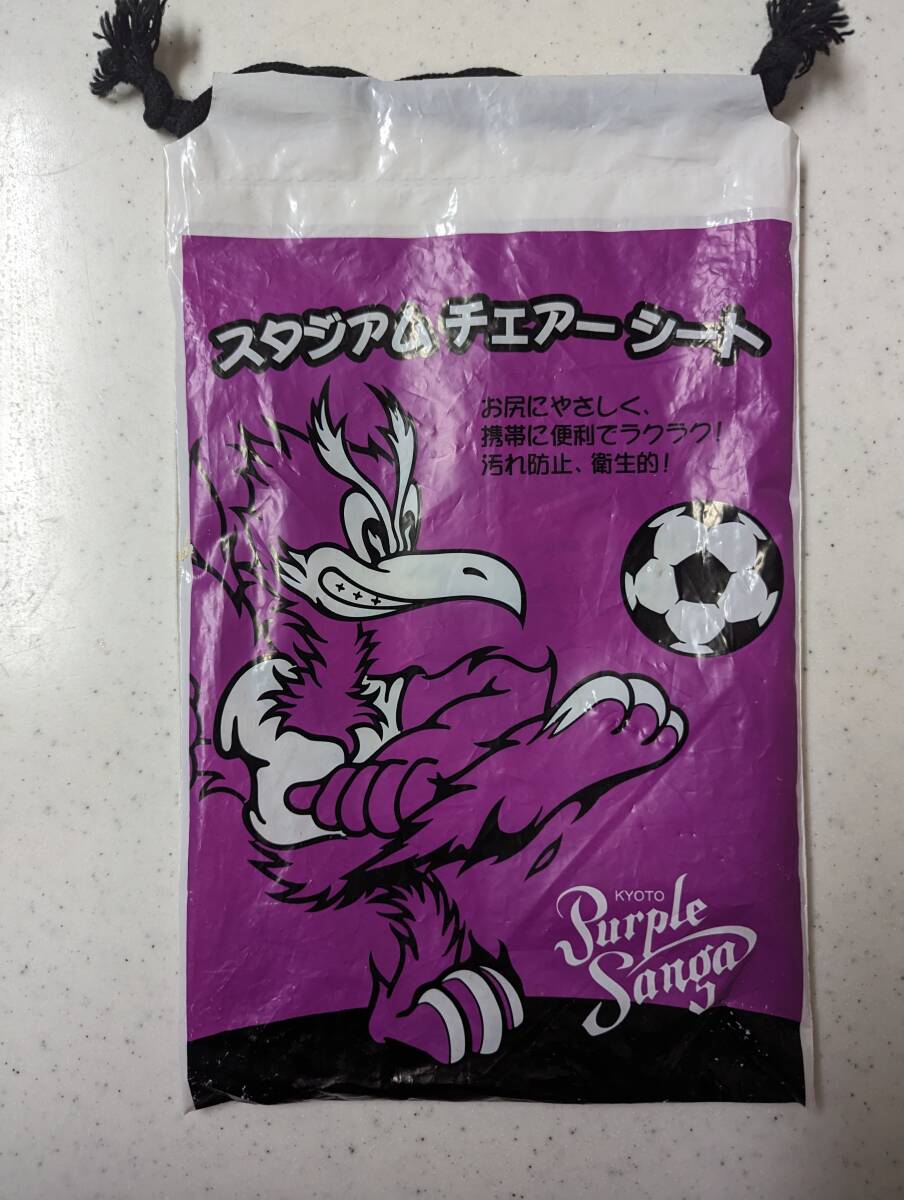 スタジアム チェアー シート
お尻にやさしく、
携帯に便利でラクラク!
汚れ防止、衛生的!
KYOTO
Purple
Sanga